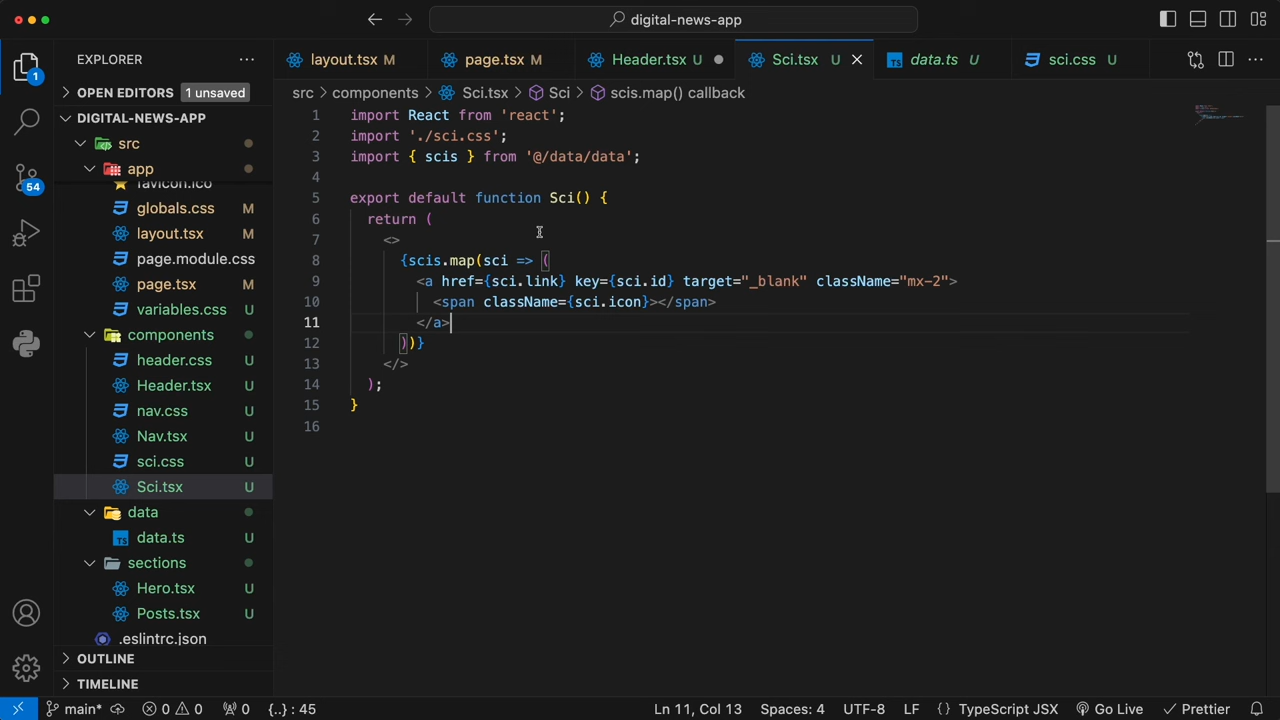 digital-news-app
EXPLORER
layout.tsx M
page.tsx M
Header.tsx U
Sci.tsx U
TS data.ts U
sci.css U
1
OPEN EDITORS 1 unsaved
src > components > Sci.tsx > Sci > scis.map() callback
DIGITAL-NEWS-APP
src
app
favicon.ico
globals.css M
layout.tsx M
page.module.css
page.tsx M
variables.css U
components
header.css U
Header.tsx U
nav.css U
Nav.tsx U
sci.css U
Sci.tsx U
data
TS data.ts U
sections
Hero.tsx U
Posts.tsx U
.eslintrc.json
OUTLINE
TIMELINE
54
1 import React from 'react';
2 import './sci.css';
3 import { scis } from '@/data/data';
4
5 export default function Sci() {
6 return (
7 <>
8 {scis.map(sci => (
9 <a href={sci.link} key={sci.id} target="_blank" className="mx-2">
10 <span className={sci.icon}></span>
11 </a>
12 ))}
13 </>
14 );
15 }
16
main* 0 0 0 {..} : 45 Ln 11, Col 13 Spaces: 4 UTF-8 LF {} TypeScript JSX Go Live Prettier